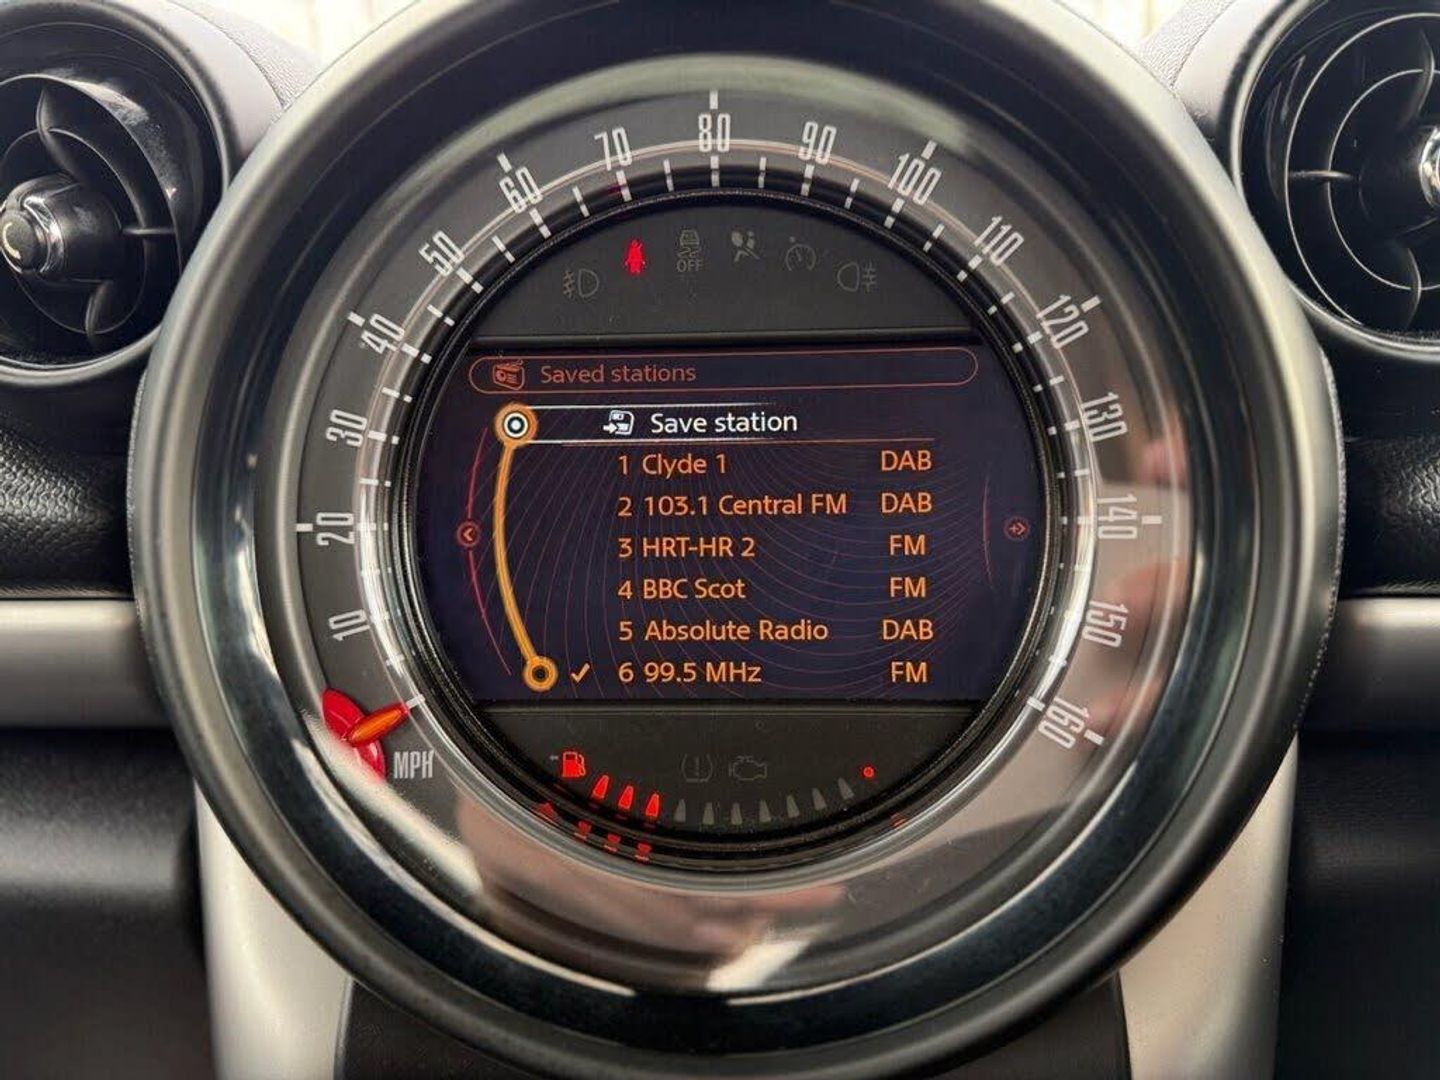 10
20
30
40
50
60
70
80
90
100
110
120
130
140
150
160
MPH
OFF
Saved stations
Save station
1 Clyde 1 DAB
2 103.1 Central FM DAB
3 HRT-HR 2 FM
4 BBC Scot FM
5 Absolute Radio DAB
6 99.5 MHz FM